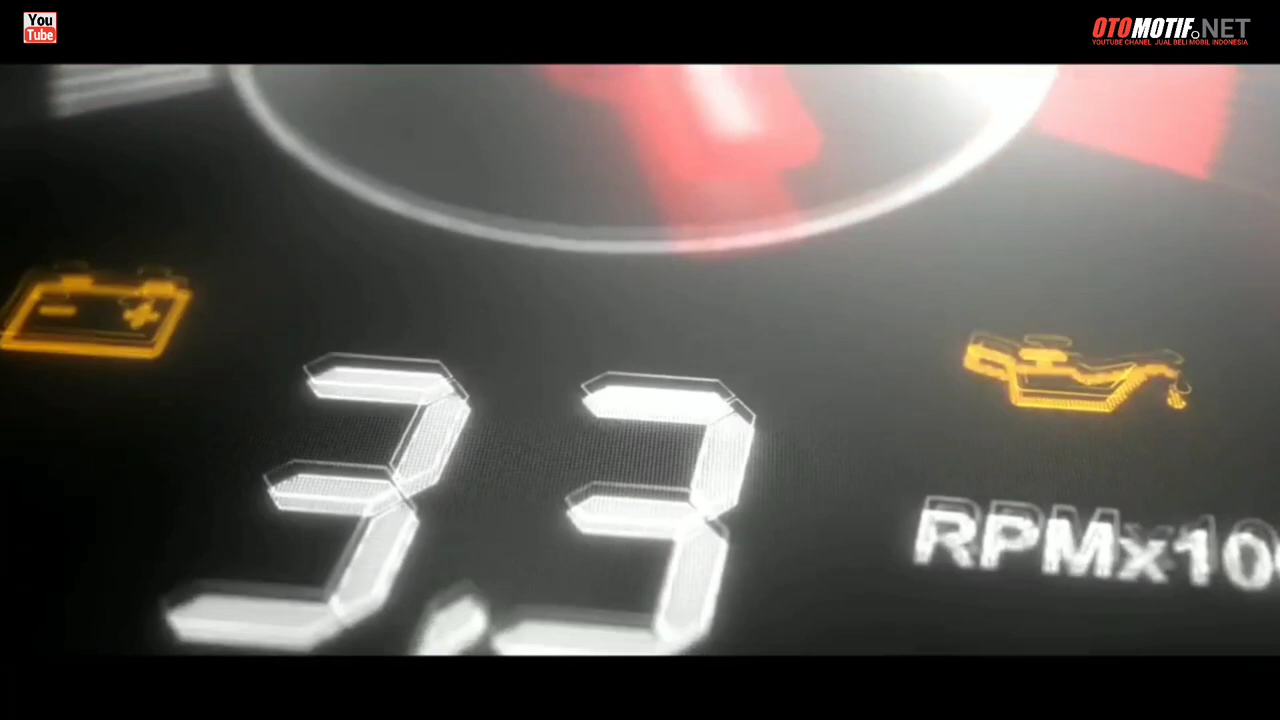 You
Tube
OTOMOTIF.NET
YOUTUBE CHANEL JUAL BELI MOBIL INDONESIA
3,3
RPMx10